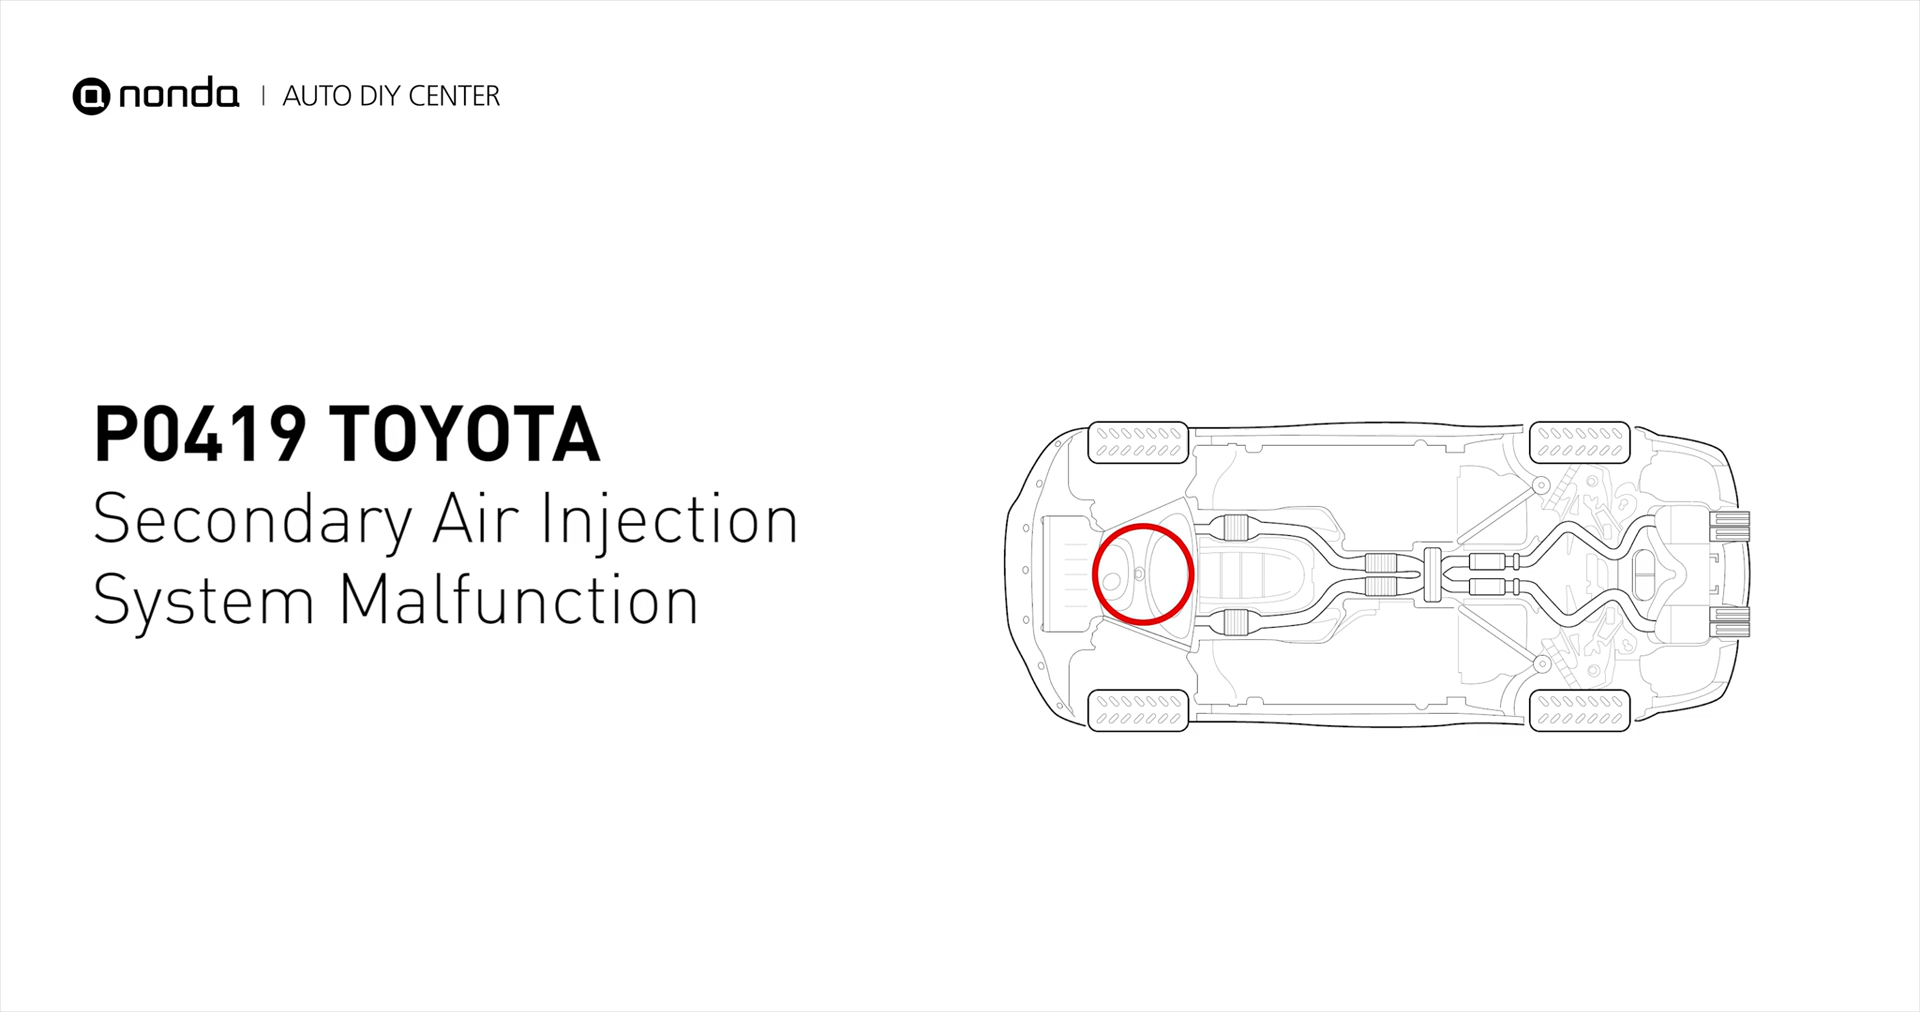 nonda | AUTO DIY CENTER
P0419 TOYOTA
Secondary Air Injection
System Malfunction